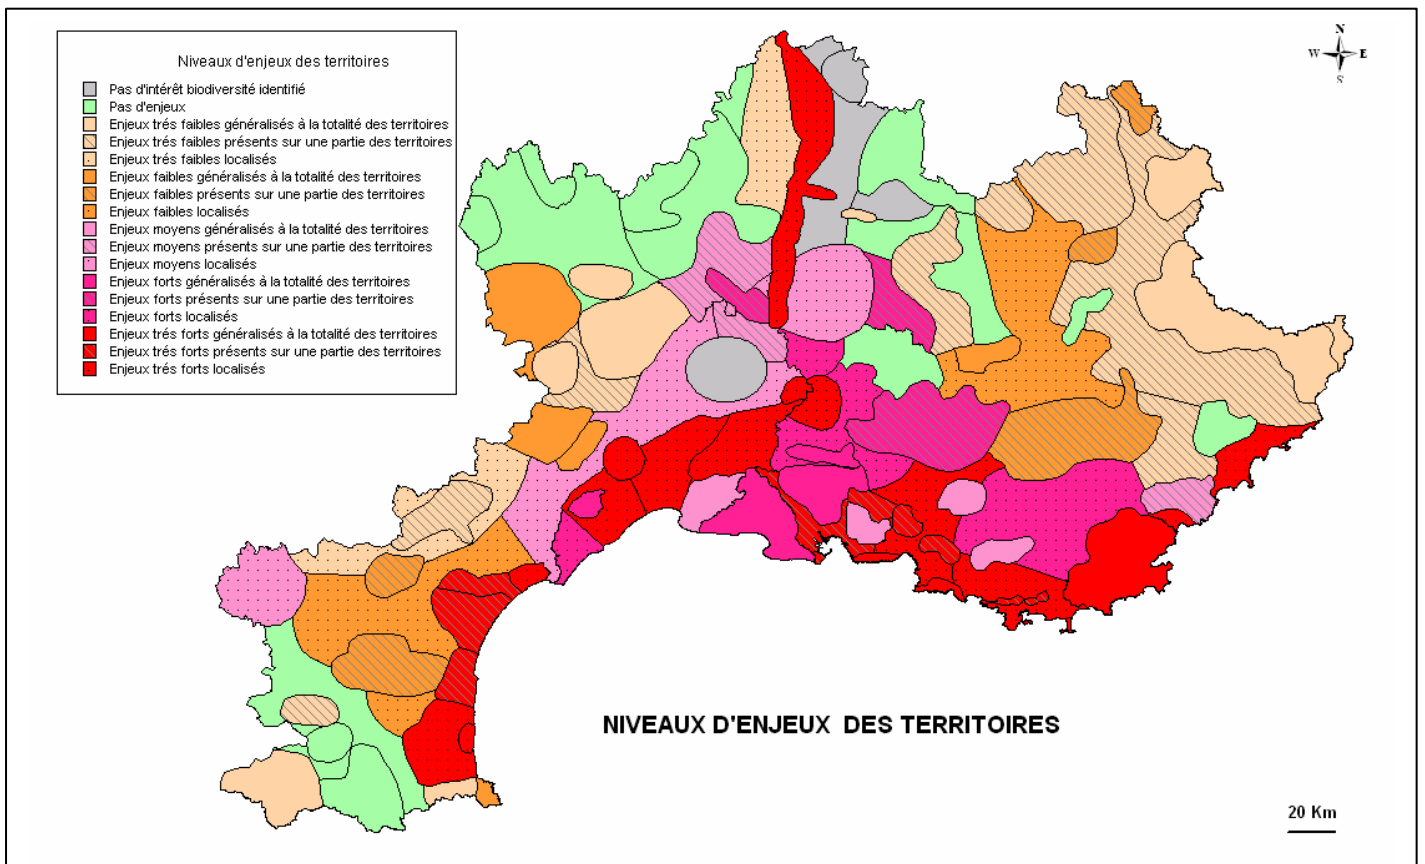 Niveaux d'enjeux des territoires
Pas d'intérêt biodiversité identifié
Pas d'enjeux
Enjeux trés faibles généralisés à la totalité des territoires
Enjeux trés faibles présents sur une partie des territoires
Enjeux trés faibles localisés
Enjeux faibles généralisés à la totalité des territoires
Enjeux faibles présents sur une partie des territoires
Enjeux faibles localisés
Enjeux moyens généralisés à la totalité des territoires
Enjeux moyens présents sur une partie des territoires
Enjeux moyens localisés
Enjeux forts généralisés à la totalité des territoires
Enjeux forts présents sur une partie des territoires
Enjeux forts localisés
Enjeux trés forts généralisés à la totalité des territoires
Enjeux trés forts présents sur une partie des territoires
Enjeux trés forts localisés
N
W E
S
NIVEAUX D'ENJEUX DES TERRITOIRES
20 Km